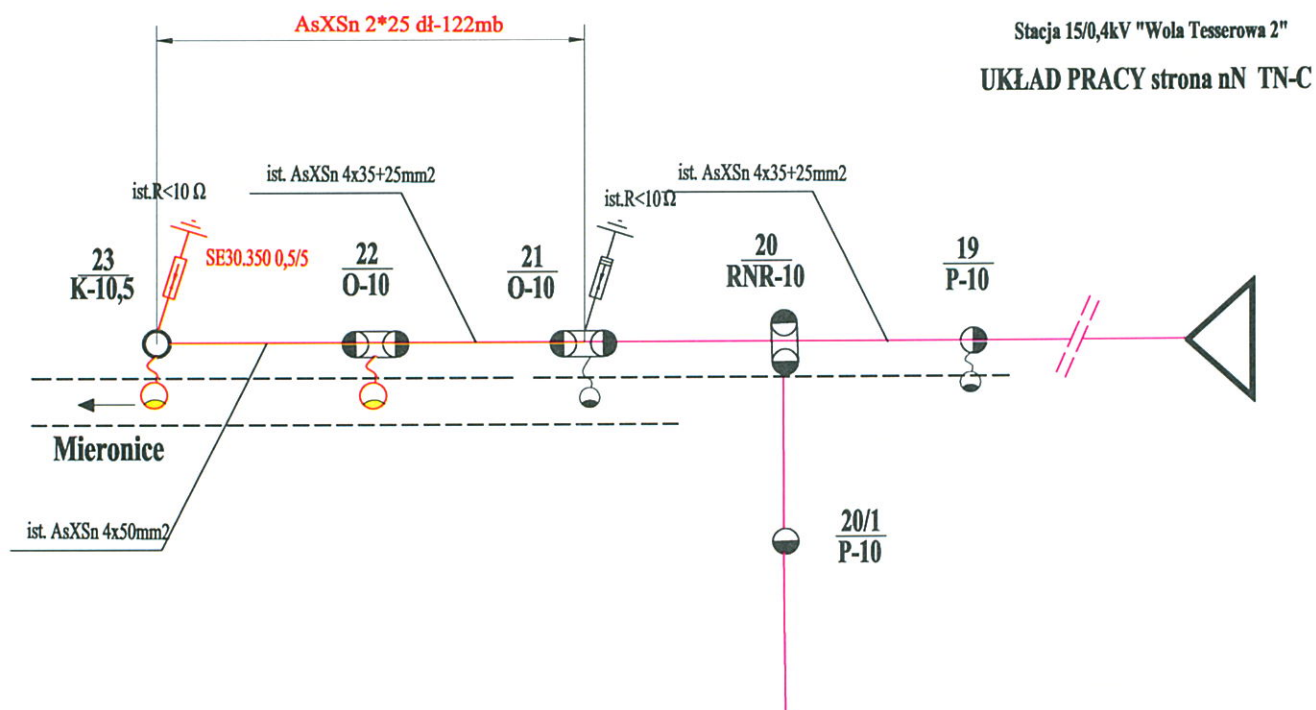 AsXSn 2*25 dł-122mb
Stacja 15/0,4kV "Wola Tesserowa 2"
UKŁAD PRACY strona nN TN-C
ist. AsXSn 4x35+25mm2
ist. AsXSn 4x35+25mm2
ist.R<10 Ω
ist.R<10 Ω
SE30.350 0,5/5
23
K-10,5
22
O-10
21
O-10
20
RNR-10
19
P-10
Mieronice
ist. AsXSn 4x50mm2
20/1
P-10